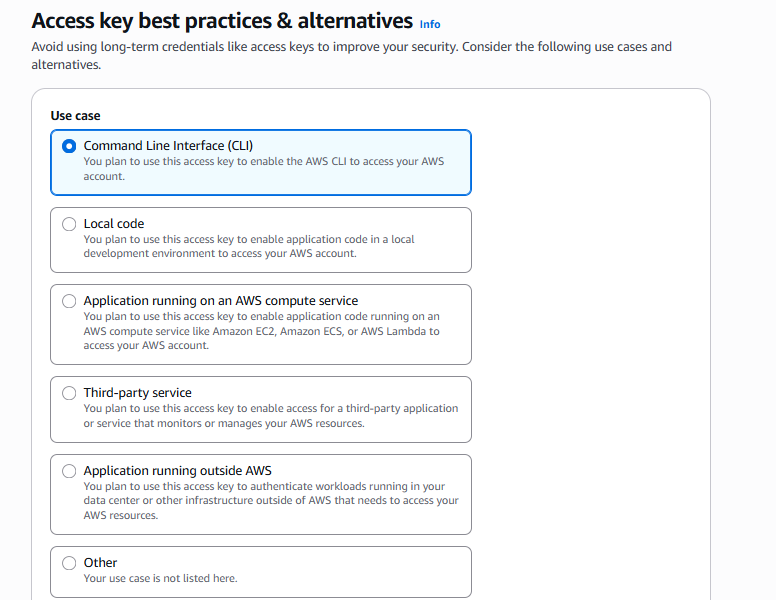 Access key best practices & alternatives Info
Avoid using long-term credentials like access keys to improve your security. Consider the following use cases and
alternatives.
Use case
Command Line Interface (CLI)
You plan to use this access key to enable the AWS CLI to access your AWS
account.
Local code
You plan to use this access key to enable application code in a local
development environment to access your AWS account.
Application running on an AWS compute service
You plan to use this access key to enable application code running on an
AWS compute service like Amazon EC2, Amazon ECS, or AWS Lambda to
access your AWS account.
Third-party service
You plan to use this access key to enable access for a third-party application
or service that monitors or manages your AWS resources.
Application running outside AWS
You plan to use this access key to authenticate workloads running in your
data center or other infrastructure outside of AWS that needs to access your
AWS resources.
Other
Your use case is not listed here.